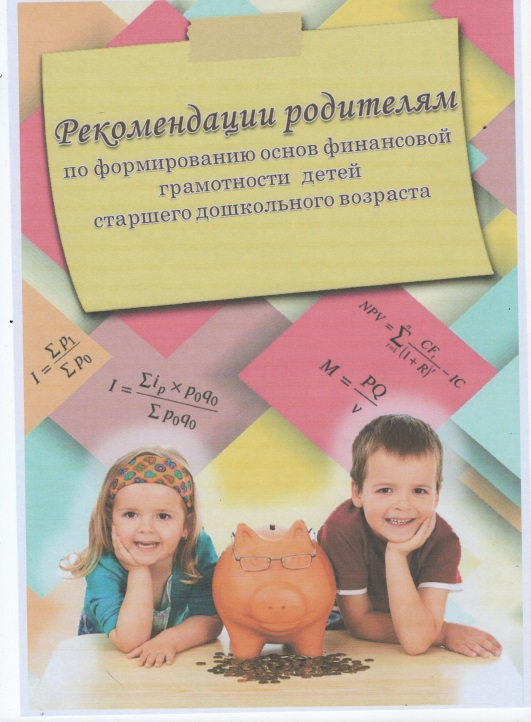 Рекомендации родителям
по формированию основ финансовой
грамотности детей
старшего дошкольного возраста
NPV = Σ CFₜ / (1+R)ᵗ - IC
M = PQ / v
I = Σp₁ / Σp₀
I = Σiₚ × p₀q₀ / Σp₀q₀